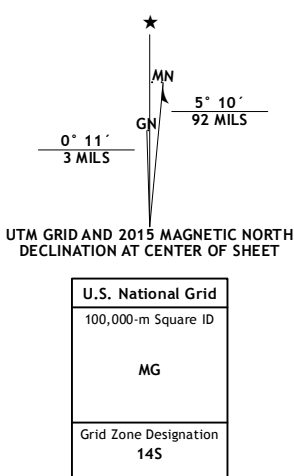 ★
MN
5° 10´
92 MILS
GN
0° 11´
3 MILS
UTM GRID AND 2015 MAGNETIC NORTH
DECLINATION AT CENTER OF SHEET
U.S. National Grid
100,000-m Square ID
MG
Grid Zone Designation
14S